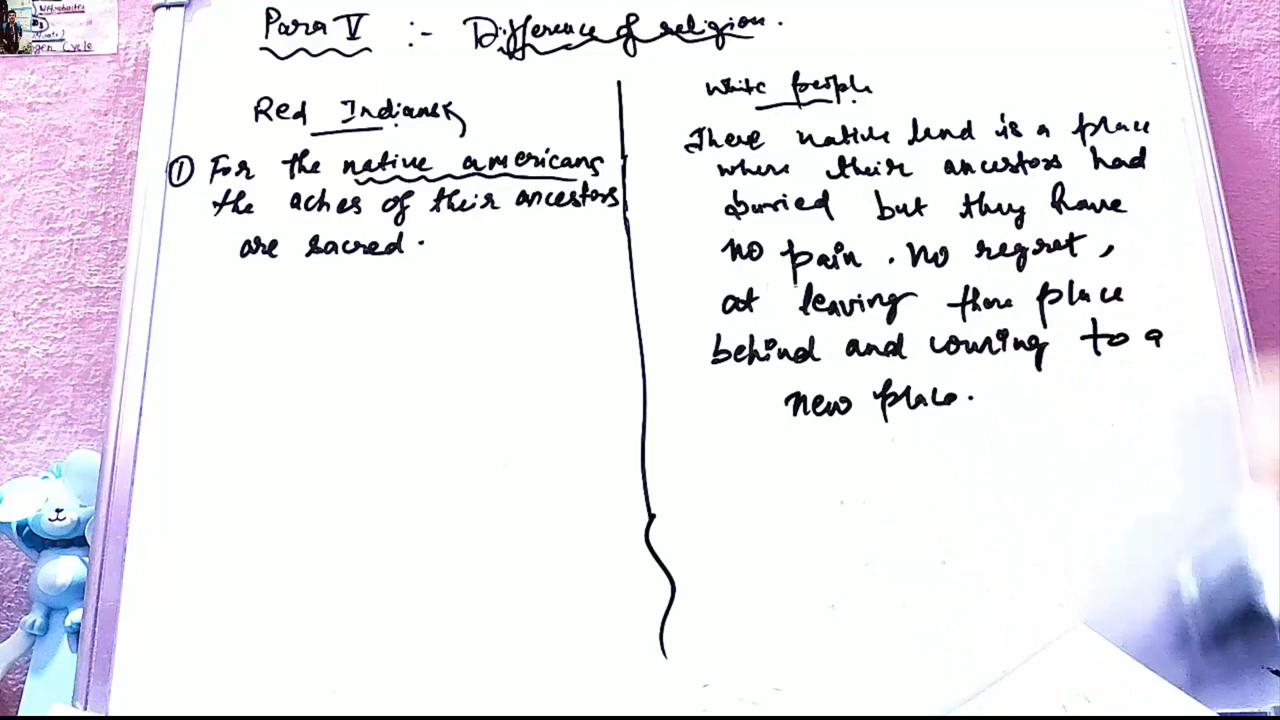 Para V :- Difference of religion.
Red Indians
① For the native americans
the aches of their ancestors
are sacred.
White people
There native land is a place
where their ancestors had
buried but they have
no pain. No regret,
at leaving there place
behind and coming to a
new place.
Cycle